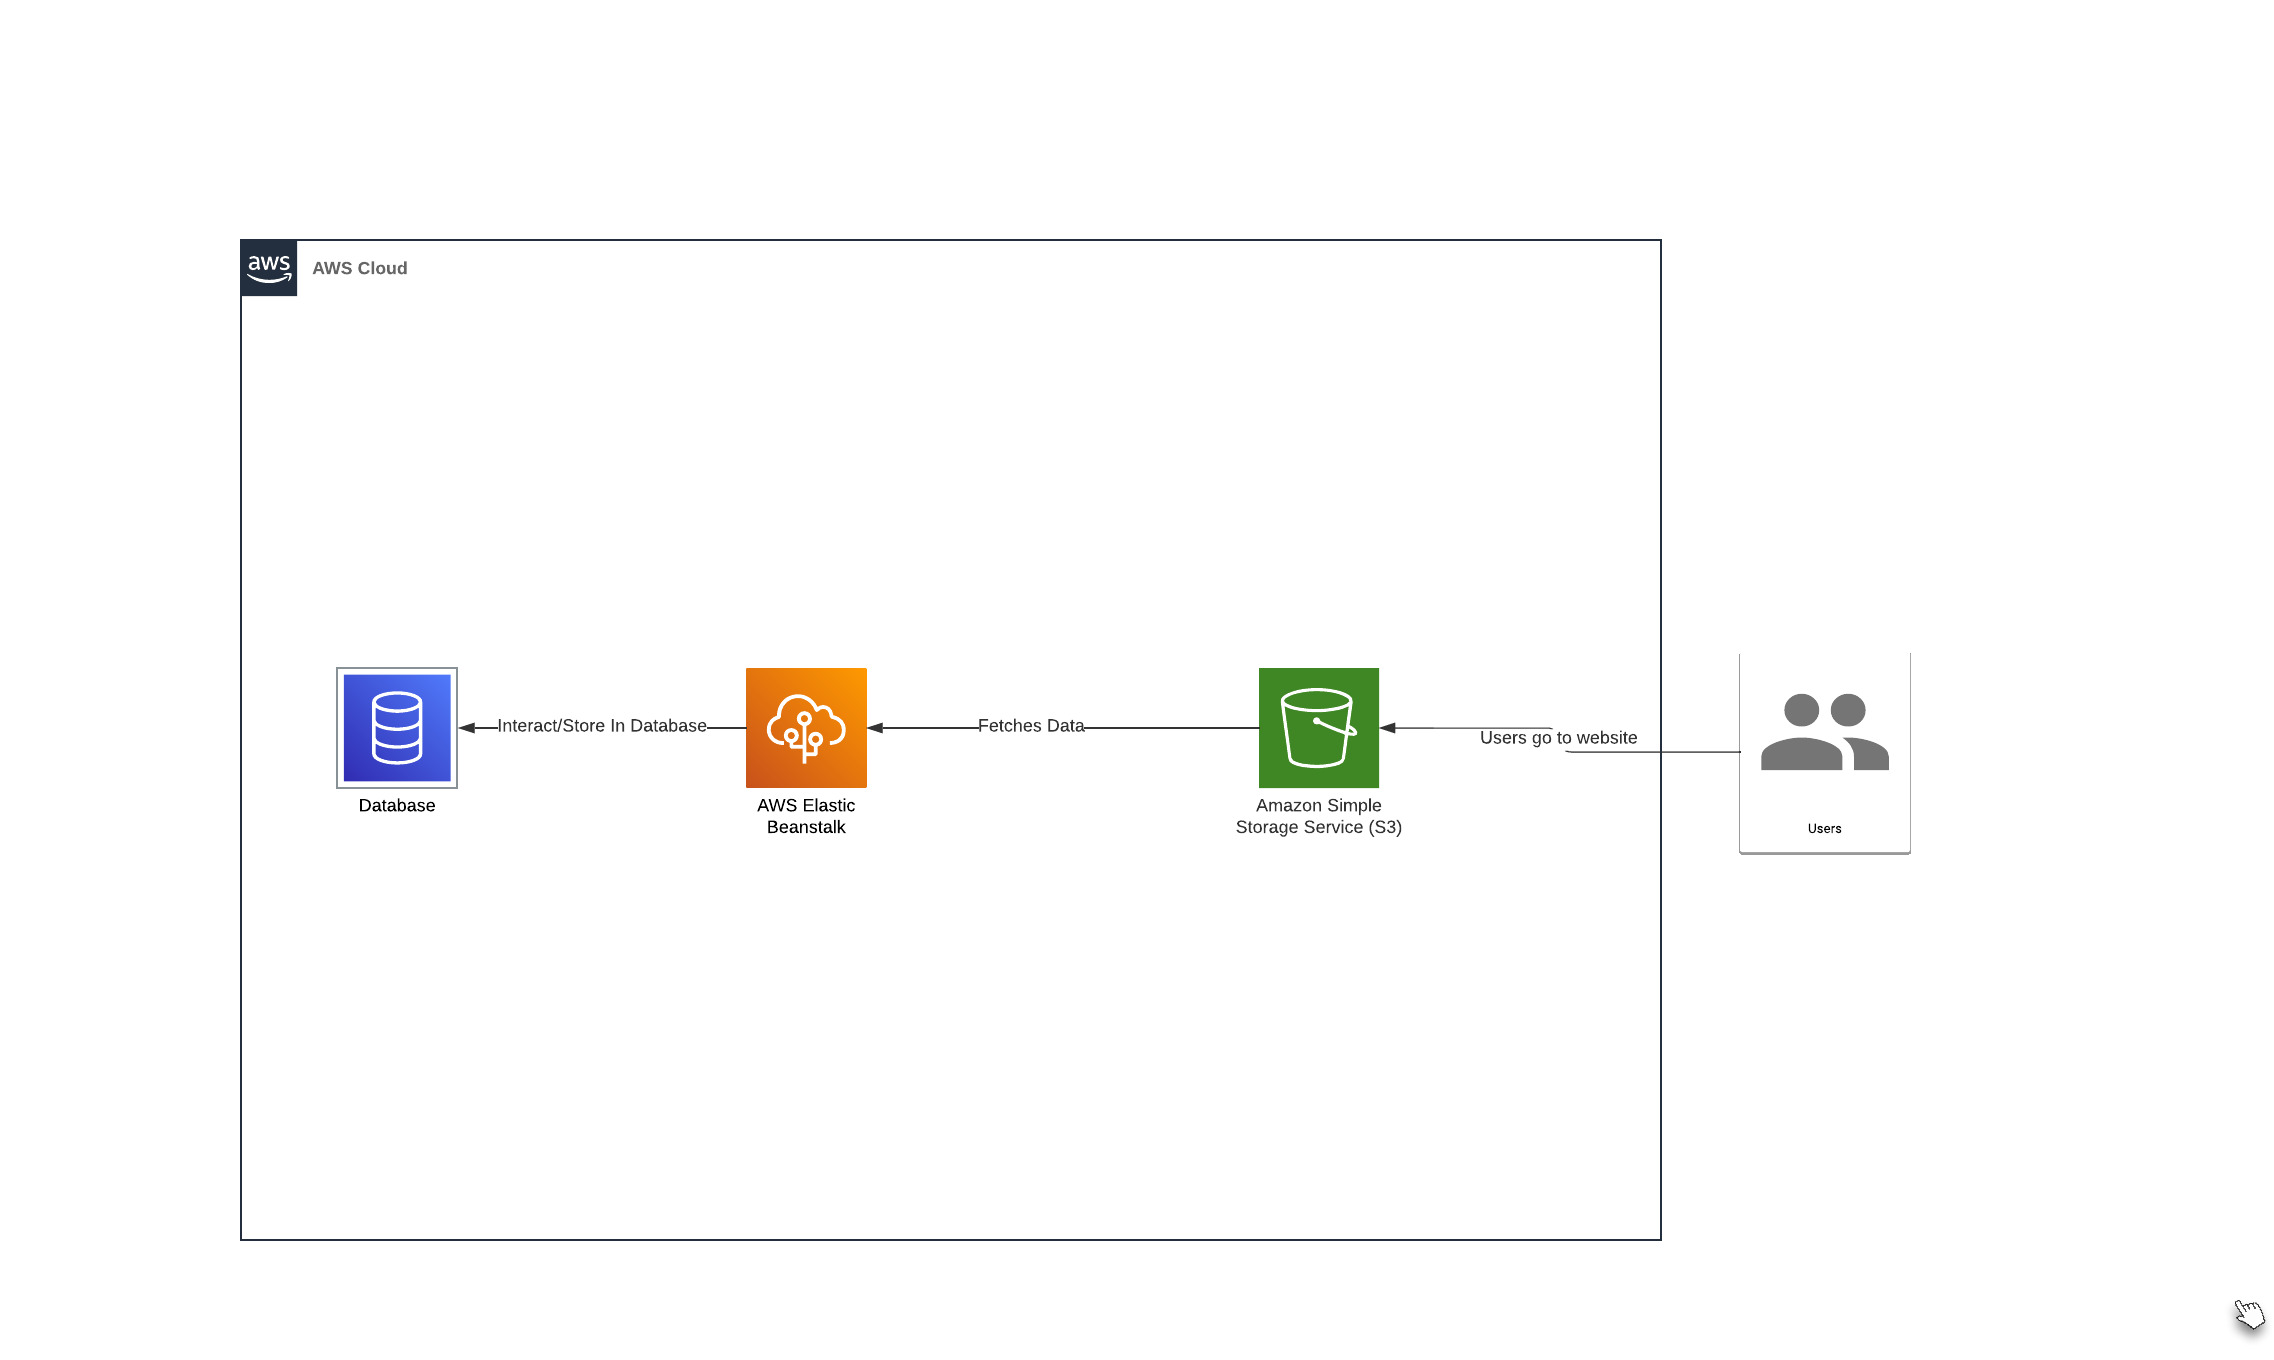 aws
AWS Cloud
Interact/Store In Database
Fetches Data
Users go to website
Database
AWS Elastic
Beanstalk
Amazon Simple
Storage Service (S3)
Users